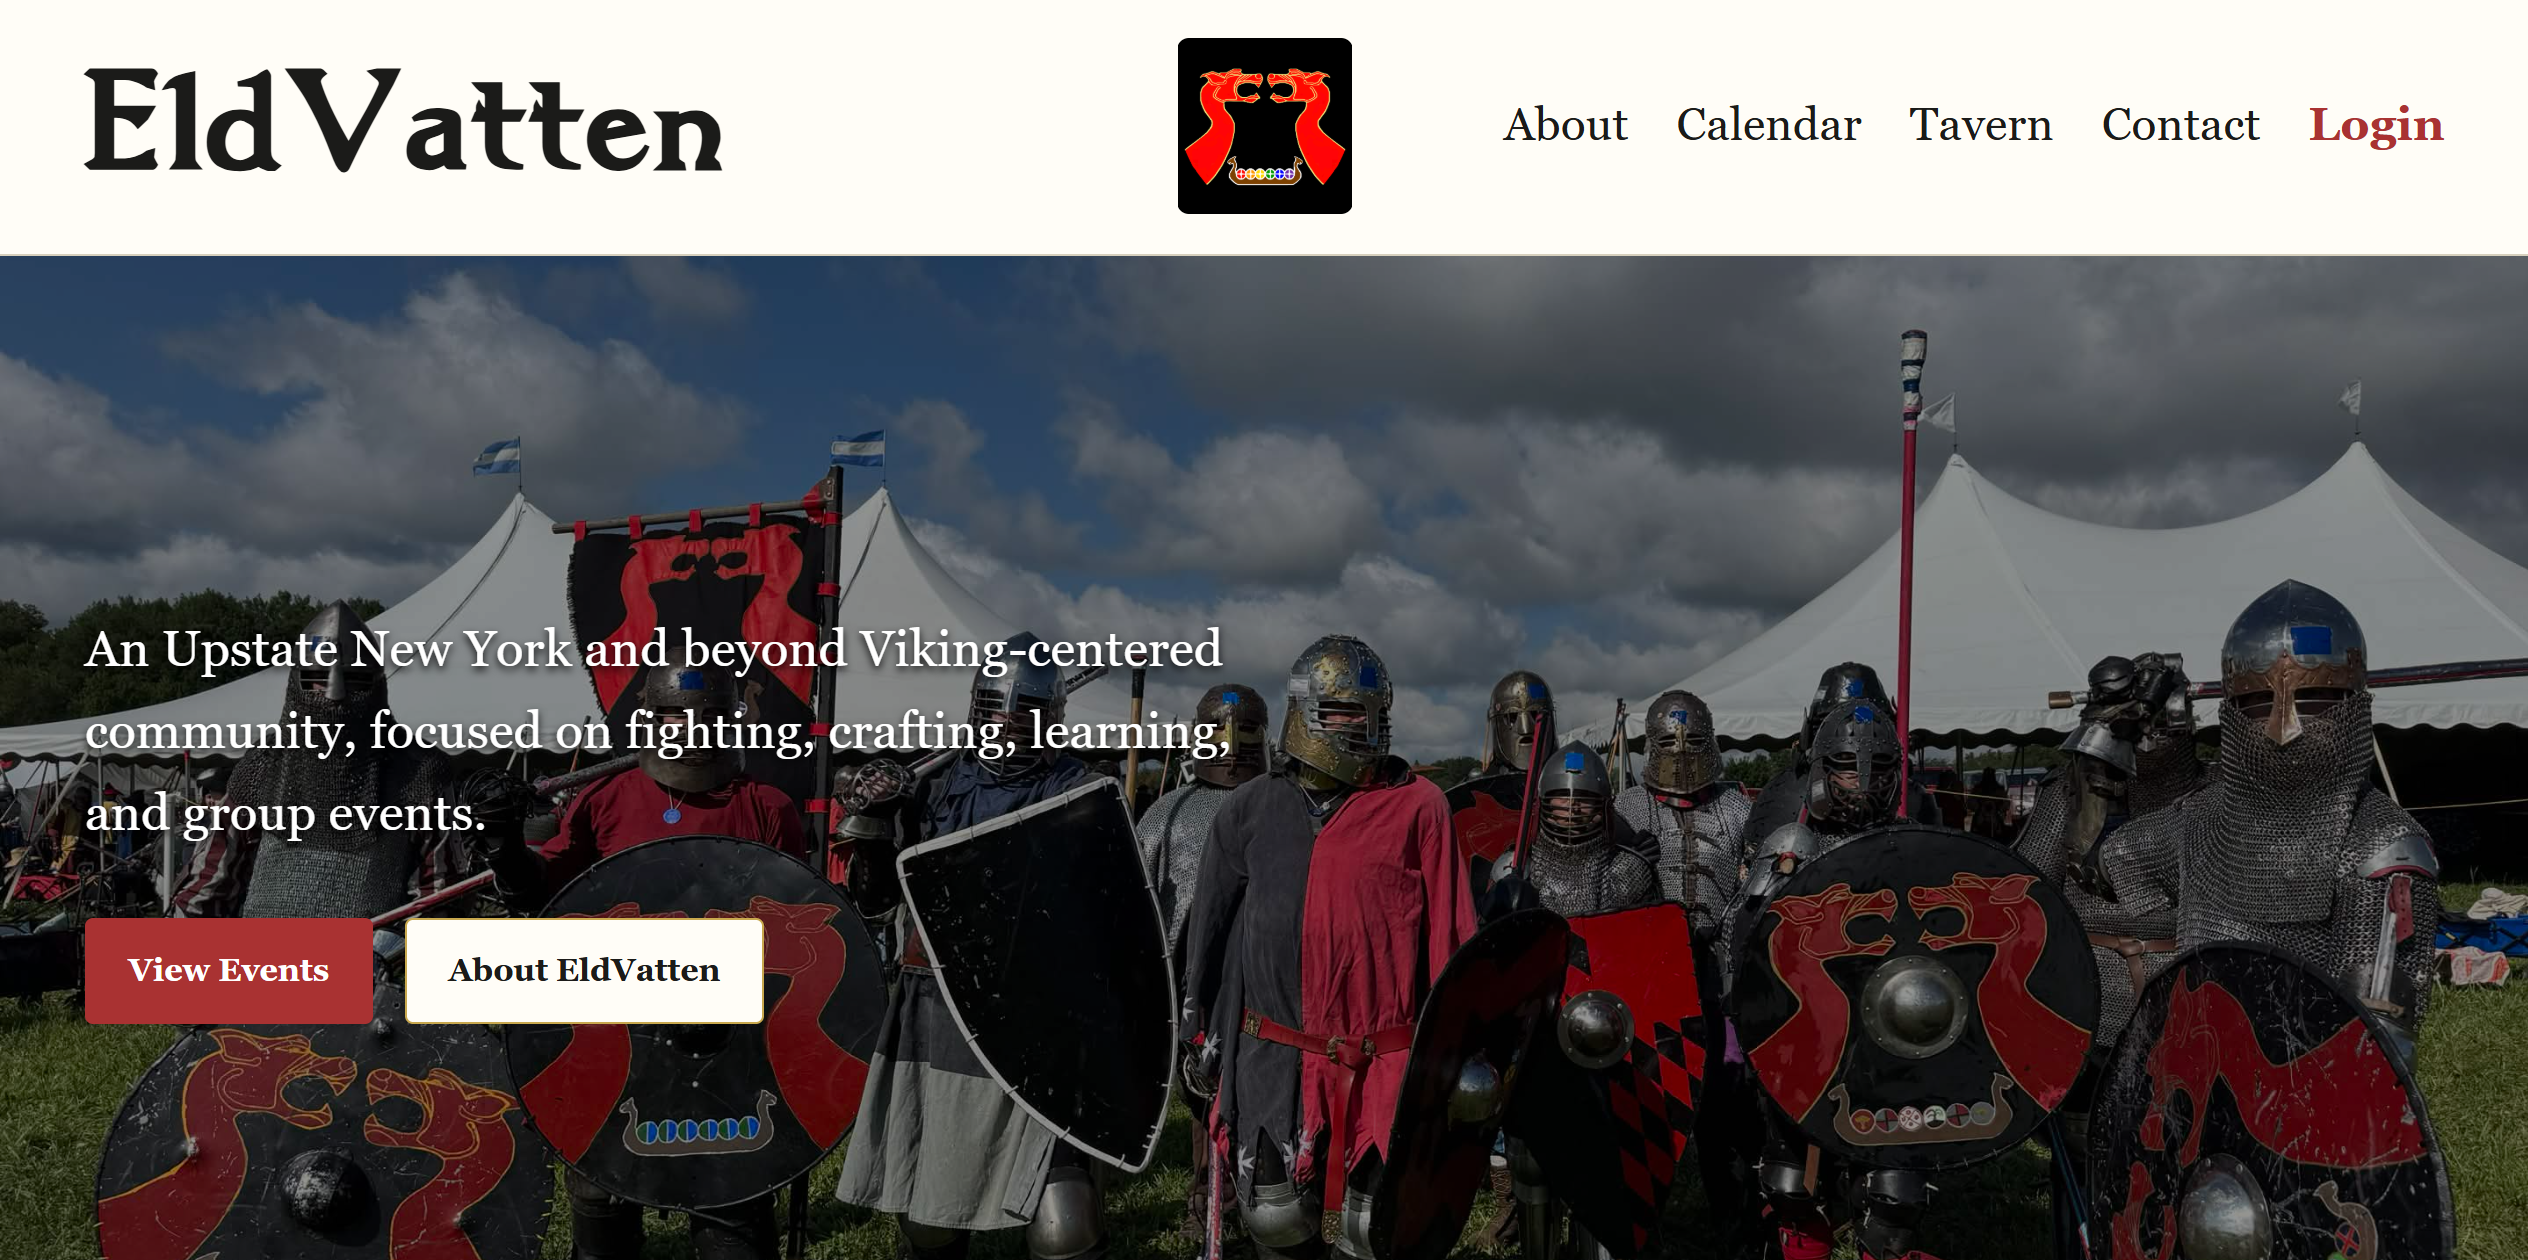 EldVatten
About Calendar Tavern Contact Login
An Upstate New York and beyond Viking-centered
community, focused on fighting, crafting, learning,
and group events.
View Events About EldVatten